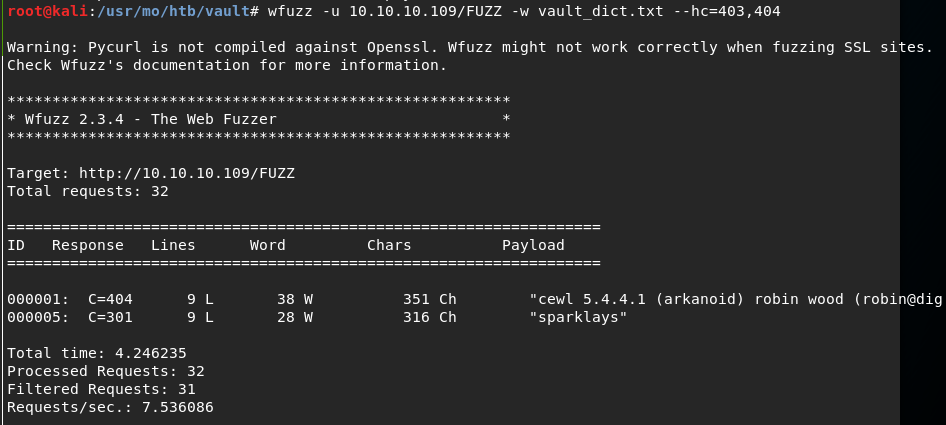 root@kali:/usr/mo/htb/vault# wfuzz -u 10.10.10.109/FUZZ -w vault_dict.txt --hc=403,404
Warning: Pycurl is not compiled against Openssl. Wfuzz might not work correctly when fuzzing SSL sites.
Check Wfuzz's documentation for more information.
********************************************************
* Wfuzz 2.3.4 - The Web Fuzzer                         *
********************************************************
Target: http://10.10.10.109/FUZZ
Total requests: 32
==================================================================
ID   Response   Lines      Word         Chars          Payload
==================================================================
000001:  C=404      9 L       38 W          351 Ch        "cewl 5.4.4.1 (arkanoid) robin wood (robin@dig
000005:  C=301      9 L       28 W          316 Ch        "sparklays"
Total time: 4.246235
Processed Requests: 32
Filtered Requests: 31
Requests/sec.: 7.536086